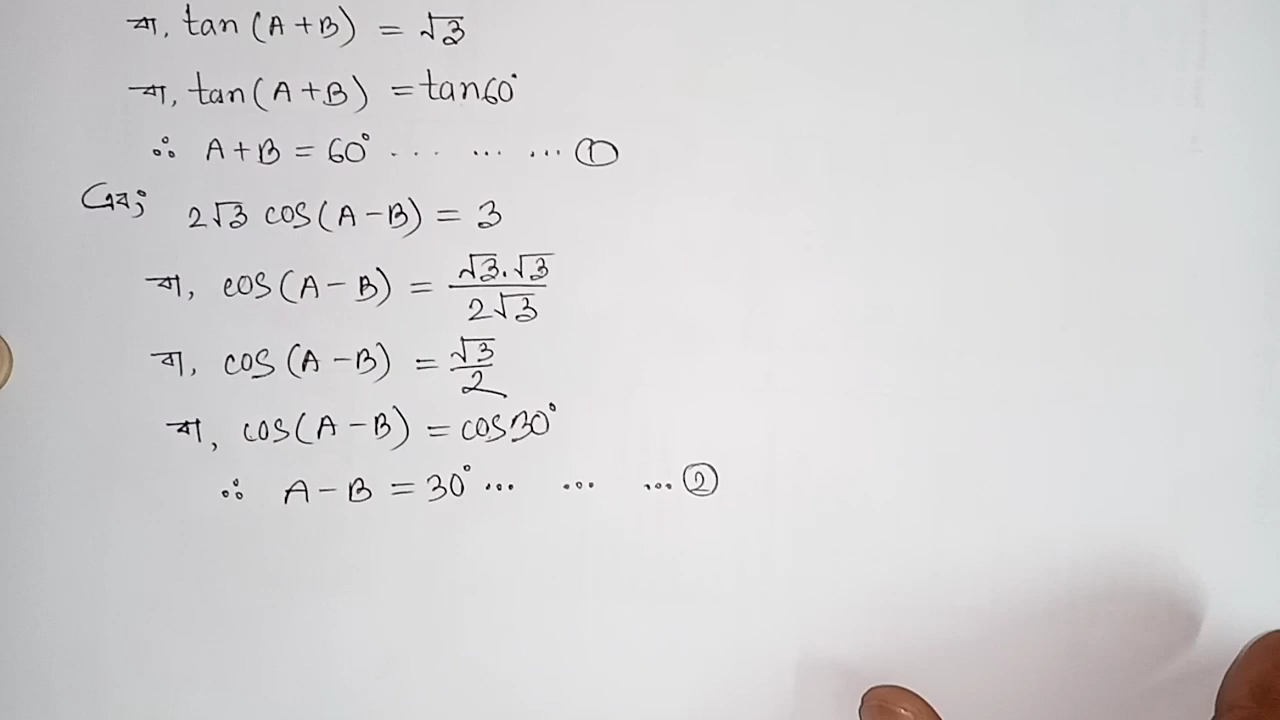 বা, tan (A+B) = √3
বা, tan(A+B) = tan60°
∴ A+B = 60° ... ... ... ①
এবং 2√3 cos(A-B) = 3
বা, cos(A-B) = √3.√3/2√3
বা, cos(A-B) = √3/2
বা, cos(A-B) = cos30°
∴ A-B = 30° ... ... ... ②